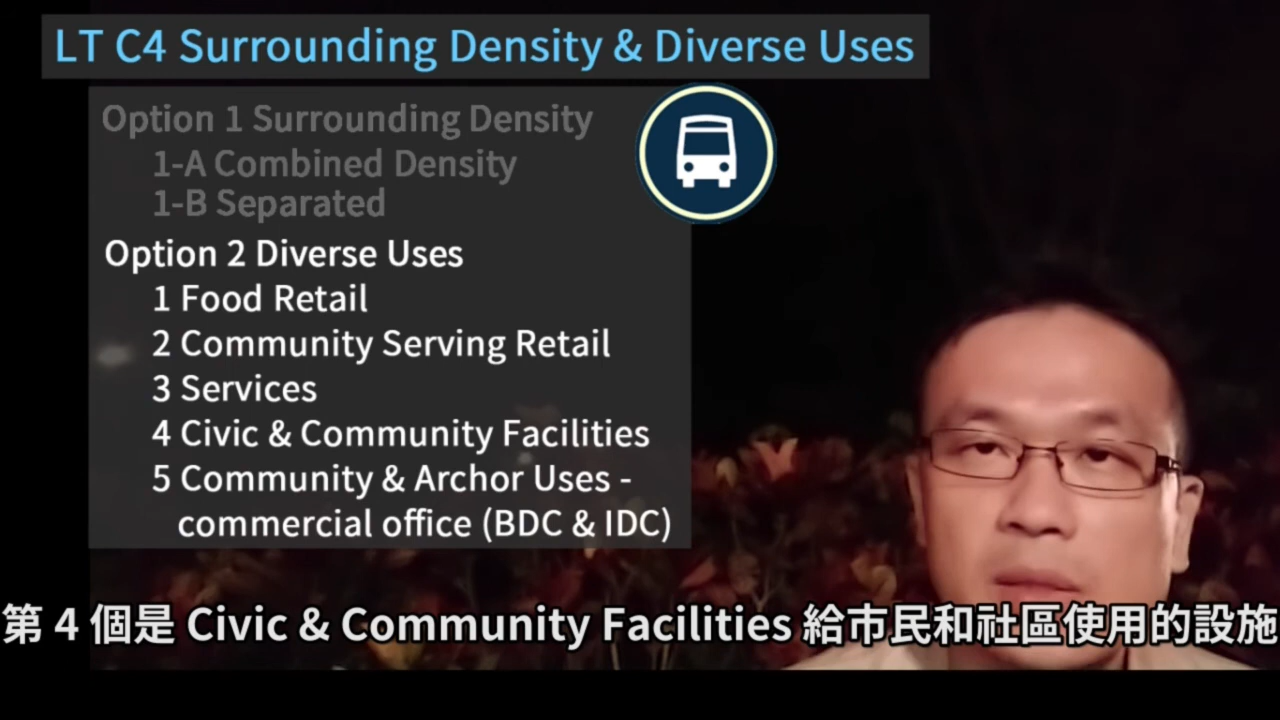 LT C4 Surrounding Density & Diverse Uses
Option 1 Surrounding Density
1-A Combined Density
1-B Separated
Option 2 Diverse Uses
1 Food Retail
2 Community Serving Retail
3 Services
4 Civic & Community Facilities
5 Community & Archor Uses -
commercial office (BDC & IDC)
第 4 個是 Civic & Community Facilities 給市民和社區使用的設施